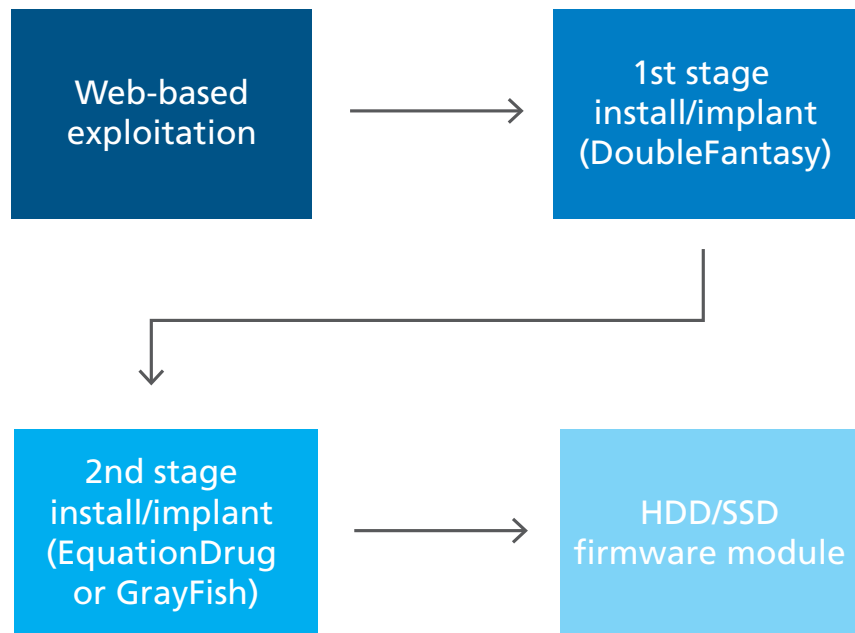 Web-based
exploitation
1st stage
install/implant
(DoubleFantasy)
2nd stage
install/implant
(EquationDrug
or GrayFish)
HDD/SSD
firmware module